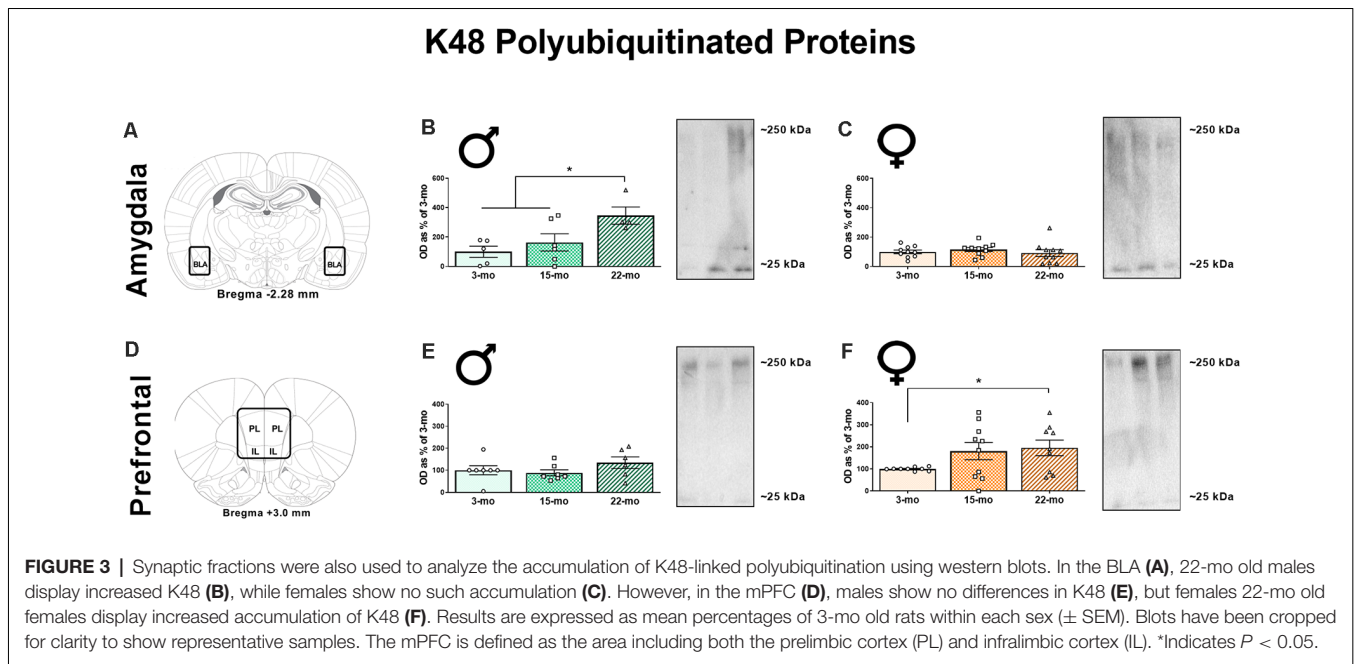 K48 Polyubiquitinated Proteins
A
Amygdala
BLA
BLA
Bregma -2.28 mm
B
OD as % of 3-mo
600
400
200
0
*
3-mo
15-mo
22-mo
~250 kDa
~25 kDa
C
OD as % of 3-mo
600
400
200
0
3-mo
15-mo
22-mo
~250 kDa
~25 kDa
D
Prefrontal
PL
PL
IL
IL
Bregma +3.0 mm
E
OD as % of 3-mo
400
300
200
100
0
3-mo
15-mo
22-mo
~250 kDa
~25 kDa
F
OD as % of 3-mo
400
300
200
100
0
*
3-mo
15-mo
22-mo
~250 kDa
~25 kDa
FIGURE 3 | Synaptic fractions were also used to analyze the accumulation of K48-linked polyubiquitination using western blots. In the BLA (A), 22-mo old males
display increased K48 (B), while females show no such accumulation (C). However, in the mPFC (D), males show no differences in K48 (E), but females 22-mo old
females display increased accumulation of K48 (F). Results are expressed as mean percentages of 3-mo old rats within each sex (± SEM). Blots have been cropped
for clarity to show representative samples. The mPFC is defined as the area including both the prelimbic cortex (PL) and infralimbic cortex (IL). *Indicates P < 0.05.